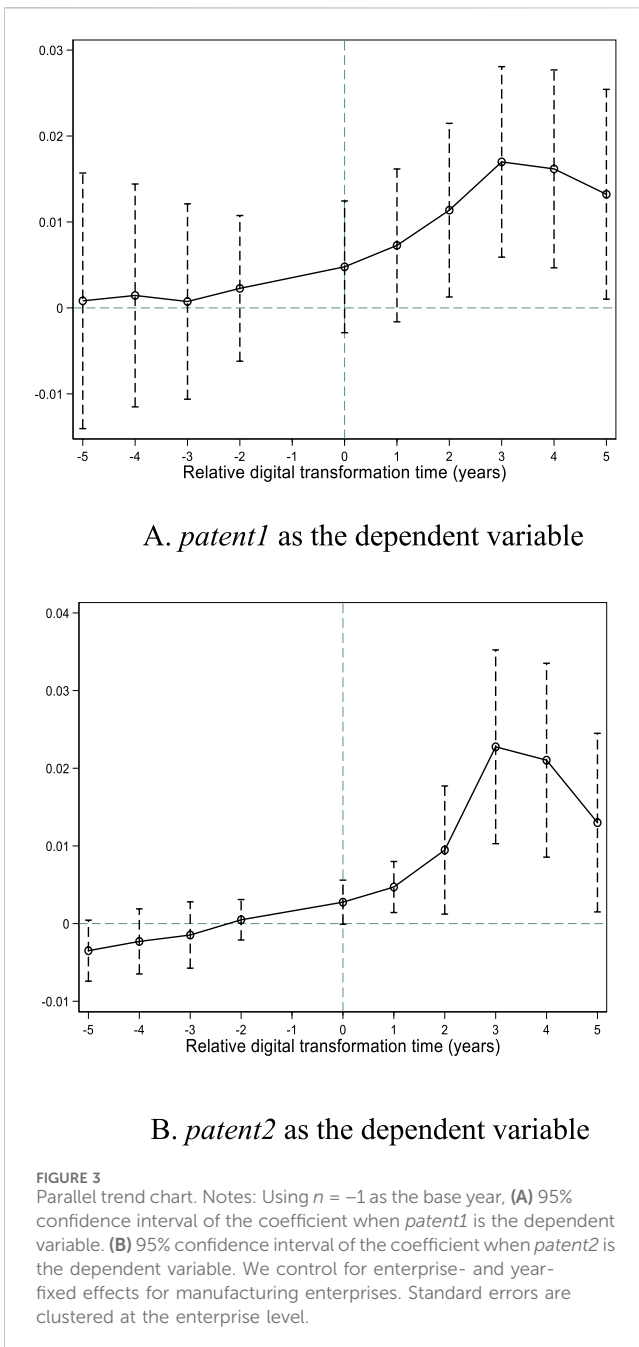 0.03
0.02
0.01
0
-0.01
-5 -4 -3 -2 -1 0 1 2 3 4 5
Relative digital transformation time (years)
A. patent1 as the dependent variable
0.04
0.03
0.02
0.01
0
-0.01
-5 -4 -3 -2 -1 0 1 2 3 4 5
Relative digital transformation time (years)
B. patent2 as the dependent variable
FIGURE 3
Parallel trend chart. Notes: Using n = −1 as the base year, (A) 95%
confidence interval of the coefficient when patent1 is the dependent
variable. (B) 95% confidence interval of the coefficient when patent2 is
the dependent variable. We control for enterprise- and year-
fixed effects for manufacturing enterprises. Standard errors are
clustered at the enterprise level.